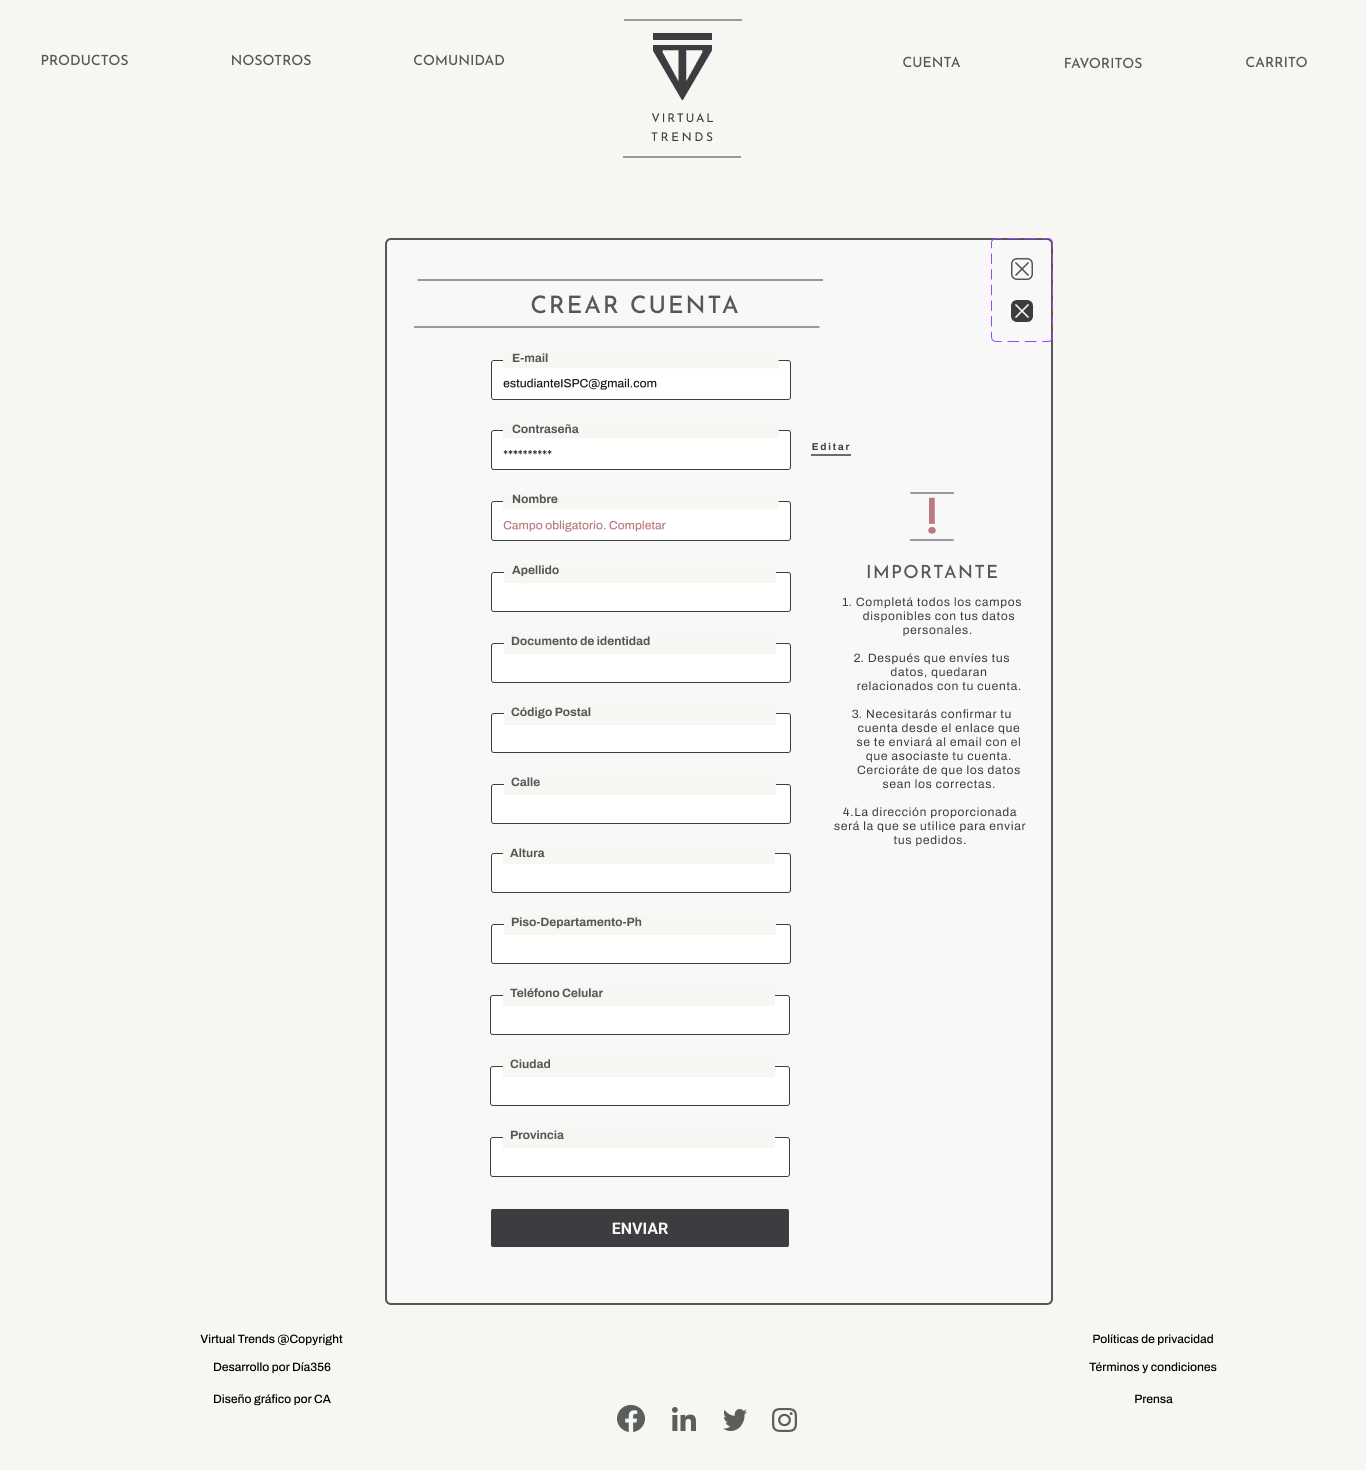 PRODUCTOS
NOSOTROS
COMUNIDAD
VIRTUAL
TRENDS
CUENTA
FAVORITOS
CARRITO
CREAR CUENTA
E-mail
estudianteISPC@gmail.com
Contraseña
**********
Editar
Nombre
Campo obligatorio. Completar
Apellido
Documento de identidad
Código Postal
Calle
Altura
Piso-Departamento-Ph
Teléfono Celular
Ciudad
Provincia
ENVIAR
!
IMPORTANTE
1. Completá todos los campos
disponibles con tus datos
personales.
2. Después que envíes tus
datos, quedaran
relacionados con tu cuenta.
3. Necesitarás confirmar tu
cuenta desde el enlace que
se te enviará al email con el
que asociaste tu cuenta.
Cercioráte de que los datos
sean los correctas.
4.La dirección proporcionada
será la que se utilice para enviar
tus pedidos.
Virtual Trends @Copyright
Desarrollo por Día356
Diseño gráfico por CA
Políticas de privacidad
Términos y condiciones
Prensa